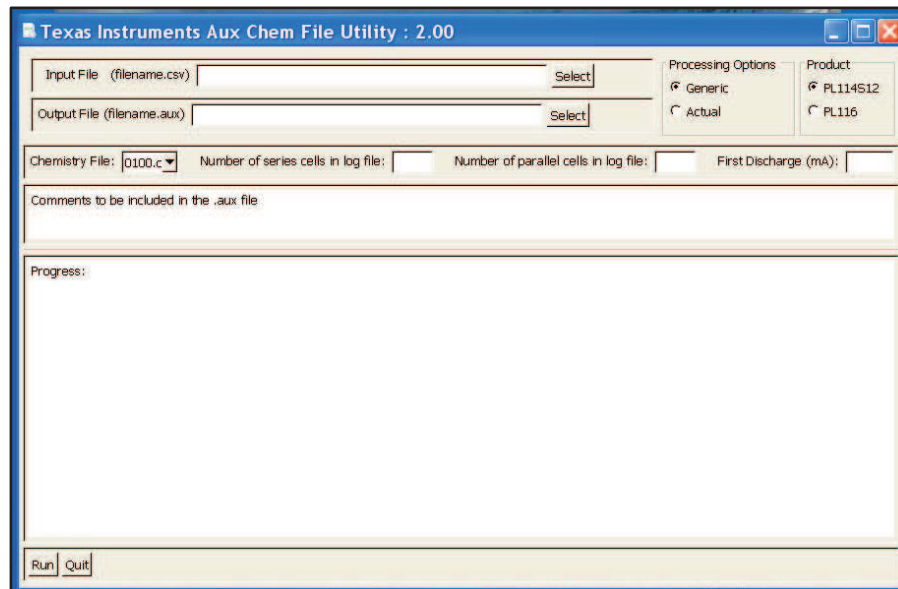 Texas Instruments Aux Chem File Utility : 2.00
Input File (filename.csv) Select
Output File (filename.aux) Select
Processing Options
Generic
Actual
Product
PL114S12
PL116
Chemistry File: 0100.c Number of series cells in log file: Number of parallel cells in log file: First Discharge (mA):
Comments to be included in the .aux file
Progress:
Run Quit